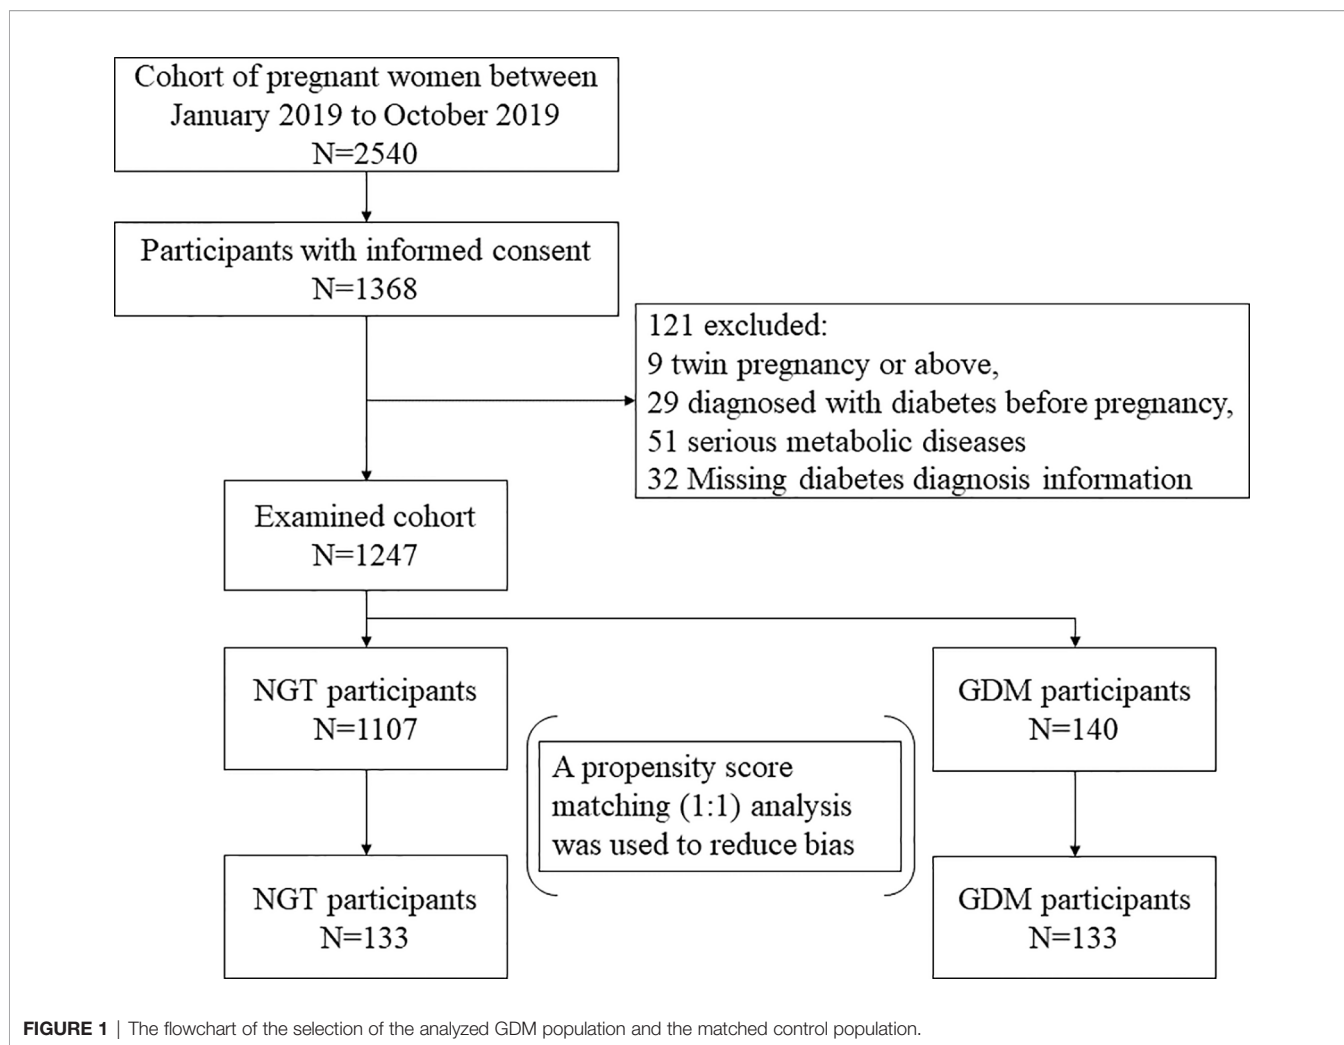 Cohort of pregnant women between
January 2019 to October 2019
N=2540
Participants with informed consent
N=1368
121 excluded:
9 twin pregnancy or above,
29 diagnosed with diabetes before pregnancy,
51 serious metabolic diseases
32 Missing diabetes diagnosis information
Examined cohort
N=1247
NGT participants
N=1107
GDM participants
N=140
A propensity score
matching (1:1) analysis
was used to reduce bias
NGT participants
N=133
GDM participants
N=133
FIGURE 1 | The flowchart of the selection of the analyzed GDM population and the matched control population.